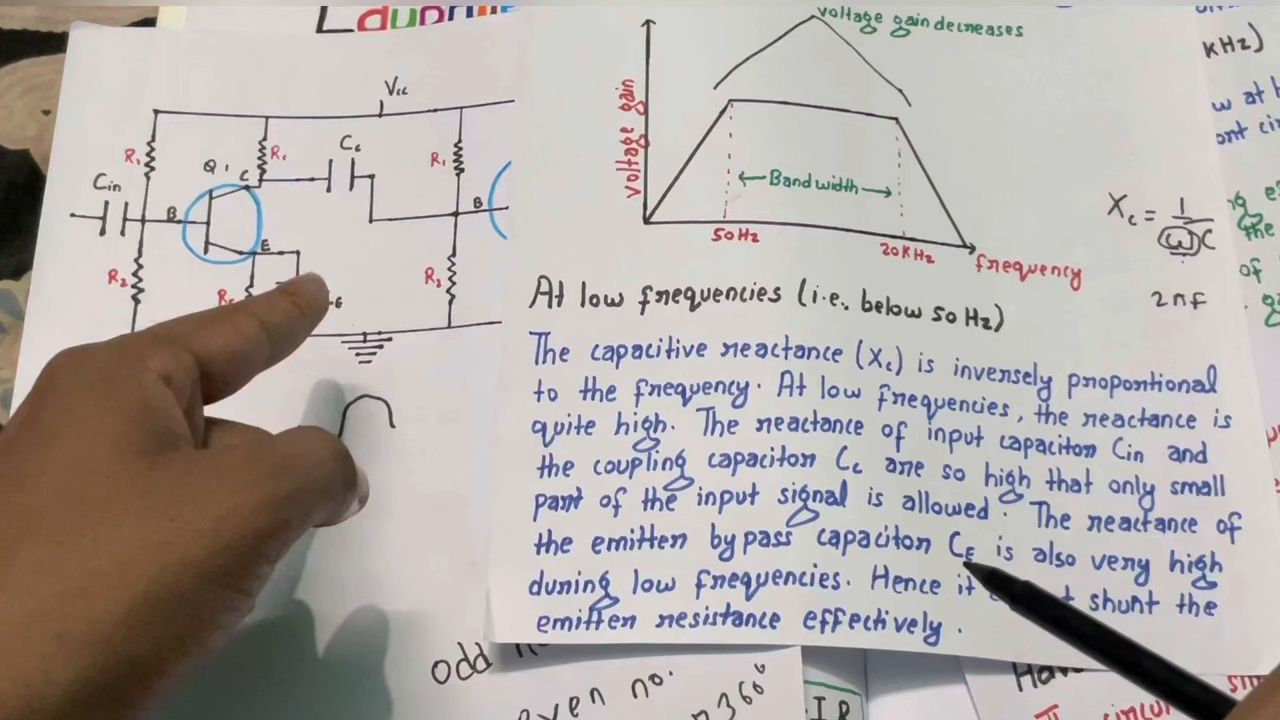 Vcc
R1
Rc
Cc
R1
Q1
C
Cin
B
B
E
R2
R2
E
voltage gain decreases
voltage gain
Bandwidth
50Hz
20KHz
frequency
Xc = 1/ωC
2πf
KHz)
At low frequencies (i.e., below 50 Hz)
The capacitive reactance (Xc) is inversely proportional
to the frequency. At low frequencies, the reactance is
quite high. The reactance of input capacitor Cin and
the coupling capacitor Cc are so high that only small
part of the input signal is allowed. The reactance of
the emitter bypass capacitor CE is also very high
during low frequencies. Hence it shunt the
emitter resistance effectively.
odd
even no.
360°